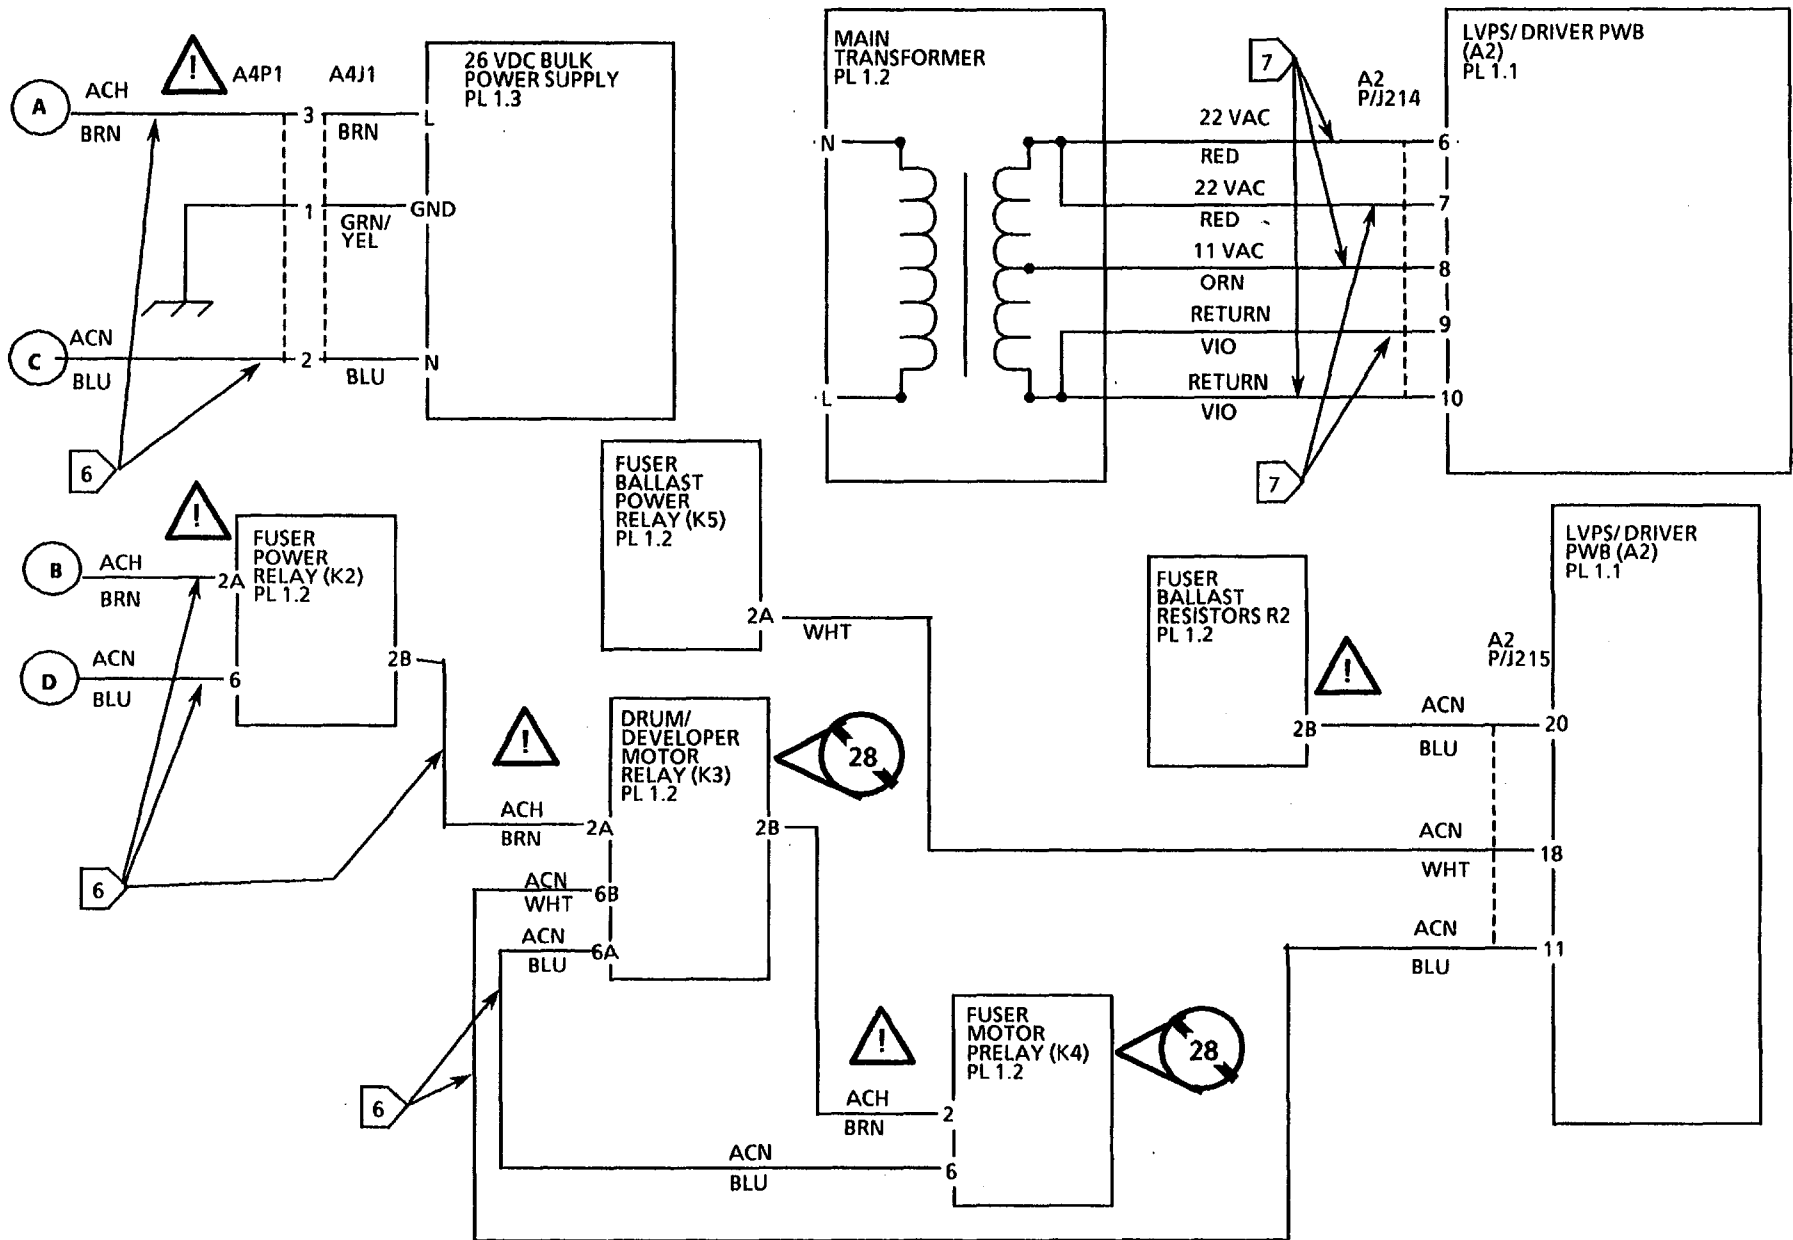 A
ACH
BRN
!
A4P1
A4J1
3
BRN
L
26 VDC BULK
POWER SUPPLY
PL 1.3
1
GRN/
YEL
GND
C
ACN
BLU
2
BLU
N
6
MAIN
TRANSFORMER
PL 1.2
N
L
7
A2
P/J214
22 VAC
RED
6
22 VAC
RED
7
11 VAC
ORN
8
RETURN
VIO
9
RETURN
VIO
10
7
LVPS/ DRIVER PWB
(A2)
PL 1.1
!
B
ACH
BRN
2A
FUSER
POWER
RELAY (K2)
PL 1.2
D
ACN
BLU
6
2B
6
FUSER
BALLAST
POWER
RELAY (K5)
PL 1.2
2A
WHT
FUSER
BALLAST
RESISTORS R2
PL 1.2
!
2B
LVPS/ DRIVER
PWB (A2)
PL 1.1
A2
P/J215
ACN
BLU
20
ACN
WHT
18
ACN
BLU
11
!
DRUM/
DEVELOPER
MOTOR
RELAY (K3)
PL 1.2
28
ACH
BRN
2A
2B
ACN
WHT
6B
ACN
BLU
6A
6
!
FUSER
MOTOR
PRELAY (K4)
PL 1.2
28
ACH
BRN
2
ACN
BLU
6